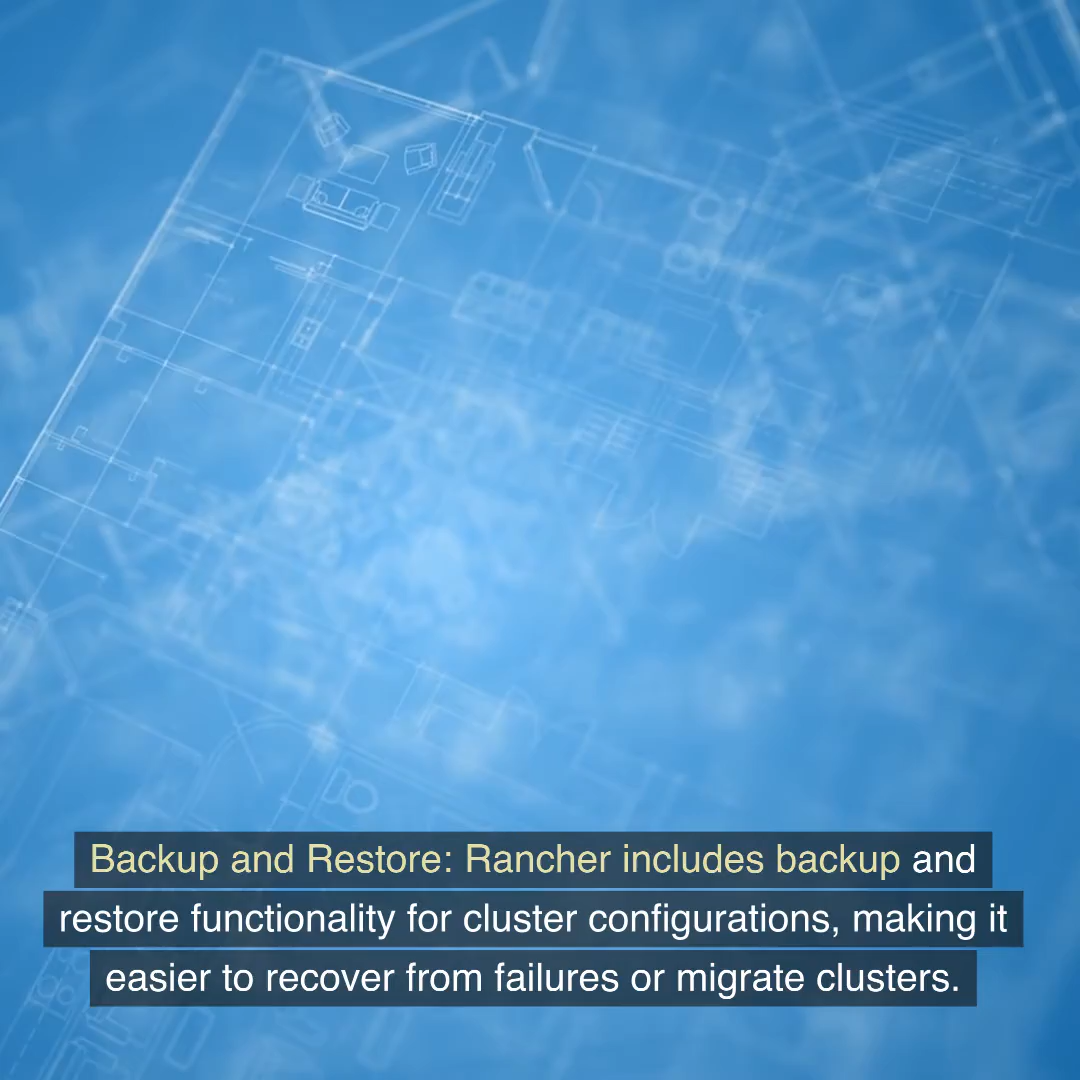 Backup and Restore: Rancher includes backup and
restore functionality for cluster configurations, making it
easier to recover from failures or migrate clusters.